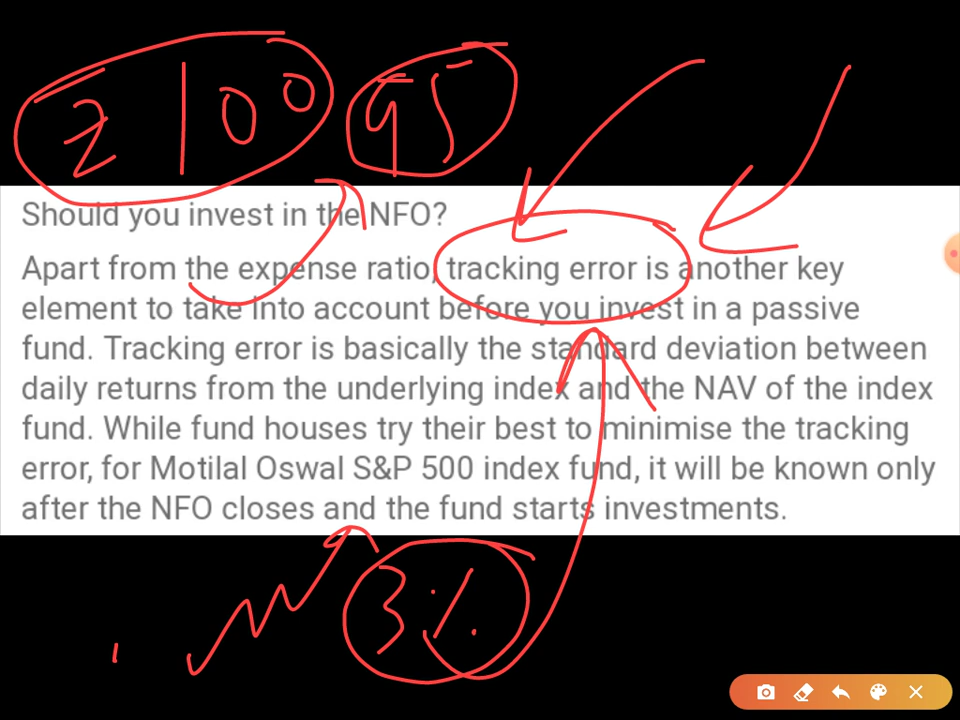 ₹ 100 95
Should you invest in the NFO?
Apart from the expense ratio, tracking error is another key
element to take into account before you invest in a passive
fund. Tracking error is basically the standard deviation between
daily returns from the underlying index and the NAV of the index
fund. While fund houses try their best to minimise the tracking
error, for Motilal Oswal S&P 500 index fund, it will be known only
after the NFO closes and the fund starts investments.
3%